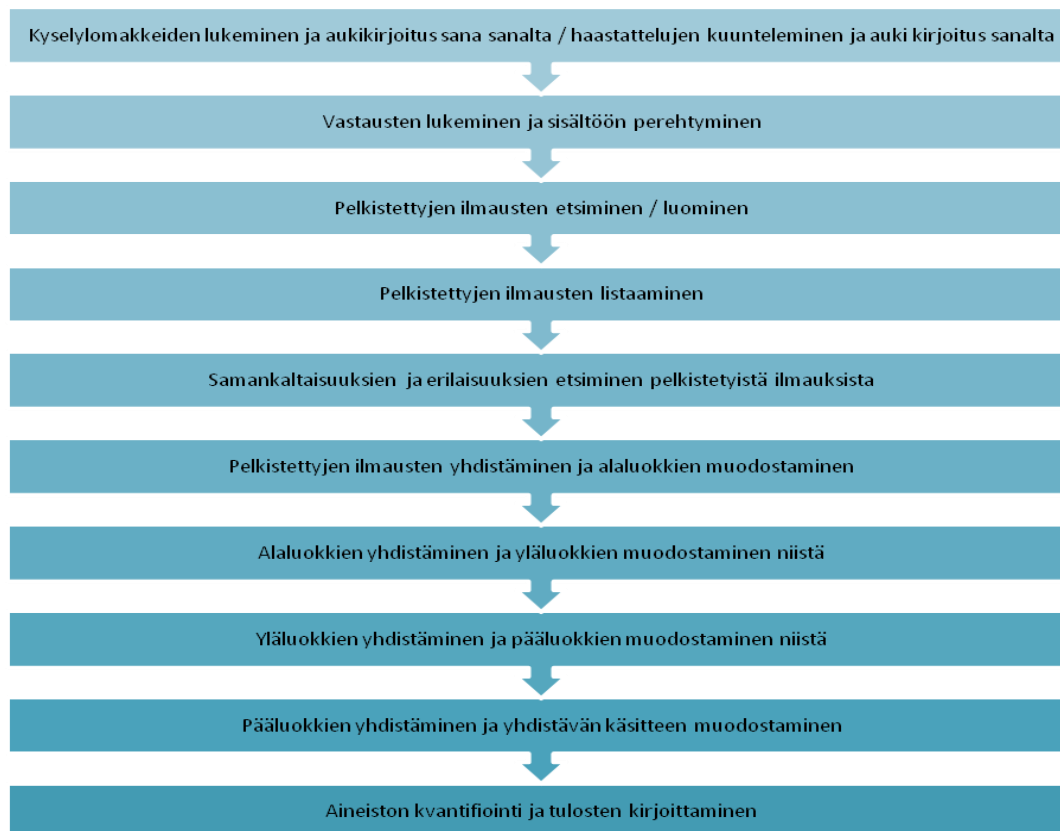 Kyselylomakkeiden lukeminen ja aukikirjoitus sana sanalta / haastattelujen kuunteleminen ja auki kirjoitus sanalta
Vastausten lukeminen ja sisältöön perehtyminen
Pelkistettyjen ilmausten etsiminen / luominen
Pelkistettyjen ilmausten listaaminen
Samankaltaisuuksien ja erilaisuuksien etsiminen pelkistetyistä ilmauksista
Pelkistettyjen ilmausten yhdistäminen ja alaluokkien muodostaminen
Alaluokkien yhdistäminen ja yläluokkien muodostaminen niistä
Yläluokkien yhdistäminen ja pääluokkien muodostaminen niistä
Pääluokkien yhdistäminen ja yhdistävän käsitteen muodostaminen
Aineiston kvantifiointi ja tulosten kirjoittaminen